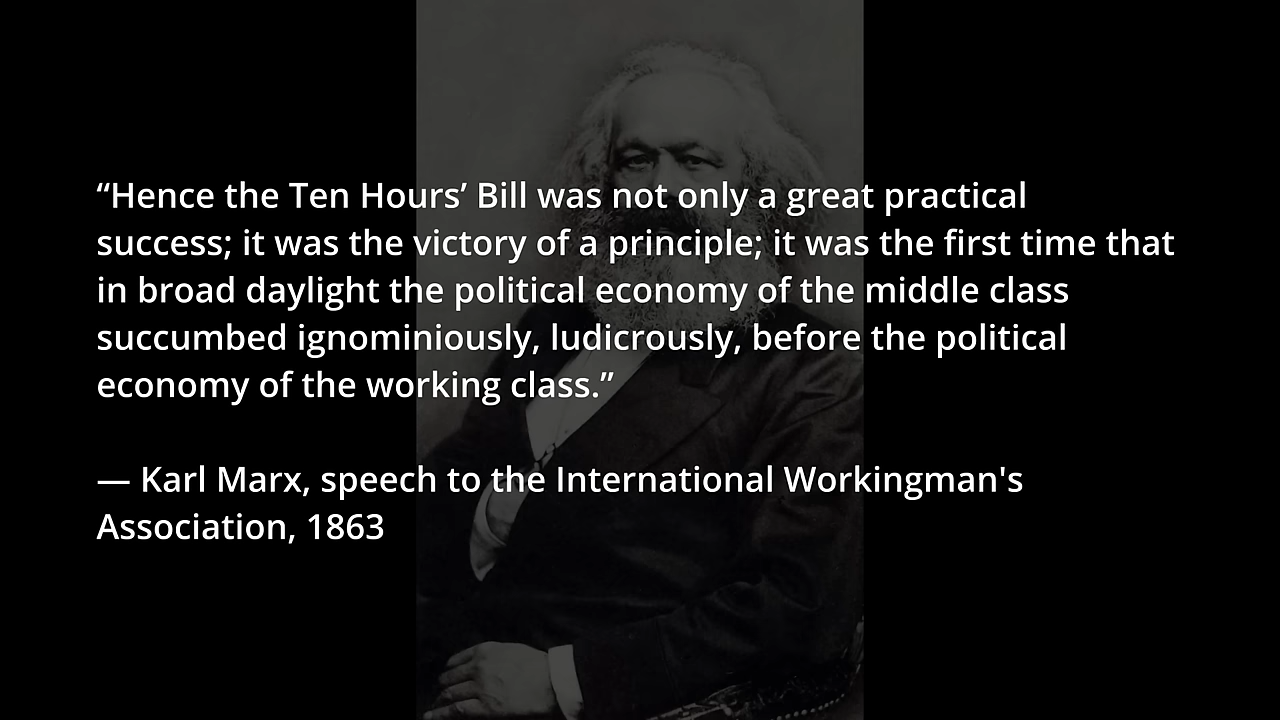 “Hence the Ten Hours’ Bill was not only a great practical
success; it was the victory of a principle; it was the first time that
in broad daylight the political economy of the middle class
succumbed ignominiously, ludicrously, before the political
economy of the working class.”
— Karl Marx, speech to the International Workingman's
Association, 1863